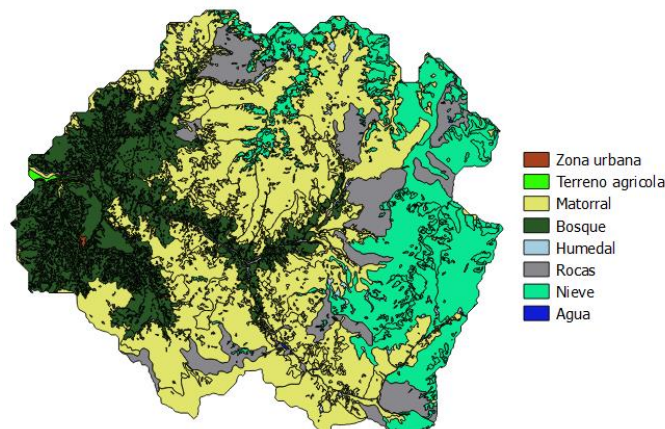 Zona urbana
Terreno agricola
Matorral
Bosque
Humedal
Rocas
Nieve
Agua